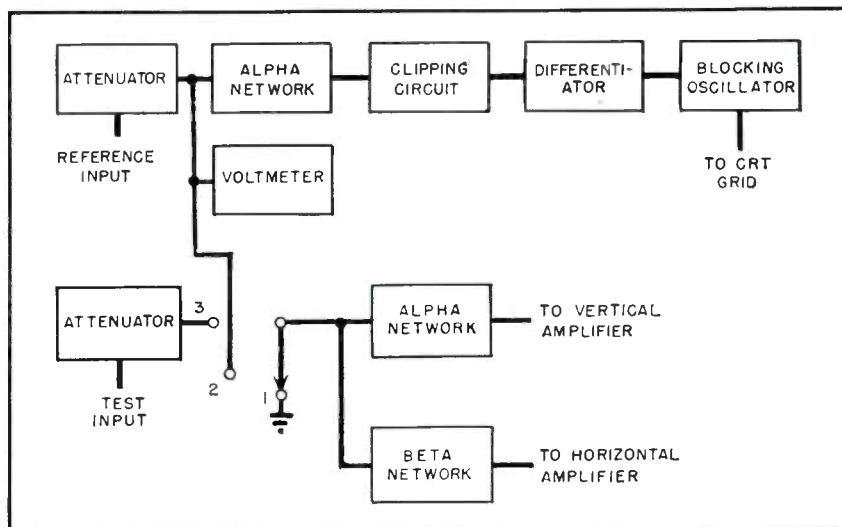 ATTENUATOR
ALPHA
NETWORK
CLIPPING
CIRCUIT
DIFFERENTI-
ATOR
BLOCKING
OSCILLATOR
REFERENCE
INPUT
VOLTMETER
TO CRT
GRID
ATTENUATOR
3
2
1
TEST
INPUT
ALPHA
NETWORK
TO VERTICAL
AMPLIFIER
BETA
NETWORK
TO HORIZONTAL
AMPLIFIER